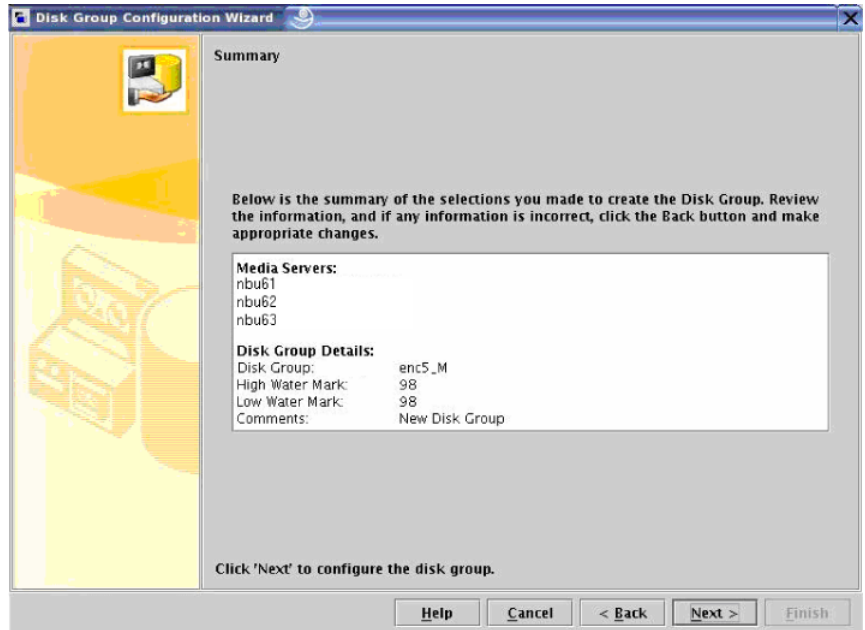 Disk Group Configuration Wizard
Summary
Below is the summary of the selections you made to create the Disk Group. Review
the information, and if any information is incorrect, click the Back button and make
appropriate changes.
Media Servers:
nbu61
nbu62
nbu63
Disk Group Details:
Disk Group: enc5_M
High Water Mark: 98
Low Water Mark: 98
Comments: New Disk Group
Click 'Next' to configure the disk group.
Help Cancel < Back Next > Finish